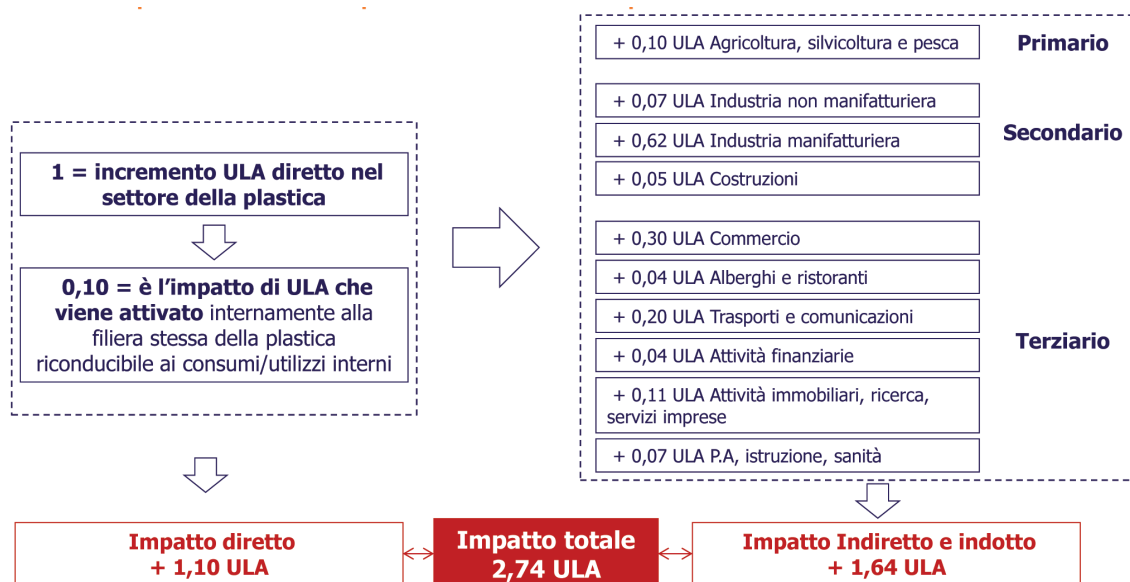 1 = incremento ULA diretto nel
settore della plastica
0,10 = è l’impatto di ULA che
viene attivato internamente alla
filiera stessa della plastica
riconducibile ai consumi/utilizzi interni
+ 0,10 ULA Agricoltura, silvicoltura e pesca
Primario
+ 0,07 ULA Industria non manifatturiera
+ 0,62 ULA Industria manifatturiera
+ 0,05 ULA Costruzioni
Secondario
+ 0,30 ULA Commercio
+ 0,04 ULA Alberghi e ristoranti
+ 0,20 ULA Trasporti e comunicazioni
+ 0,04 ULA Attività finanziarie
+ 0,11 ULA Attività immobiliari, ricerca,
servizi imprese
+ 0,07 ULA P.A, istruzione, sanità
Terziario
Impatto diretto
+ 1,10 ULA
Impatto totale
2,74 ULA
Impatto Indiretto e indotto
+ 1,64 ULA